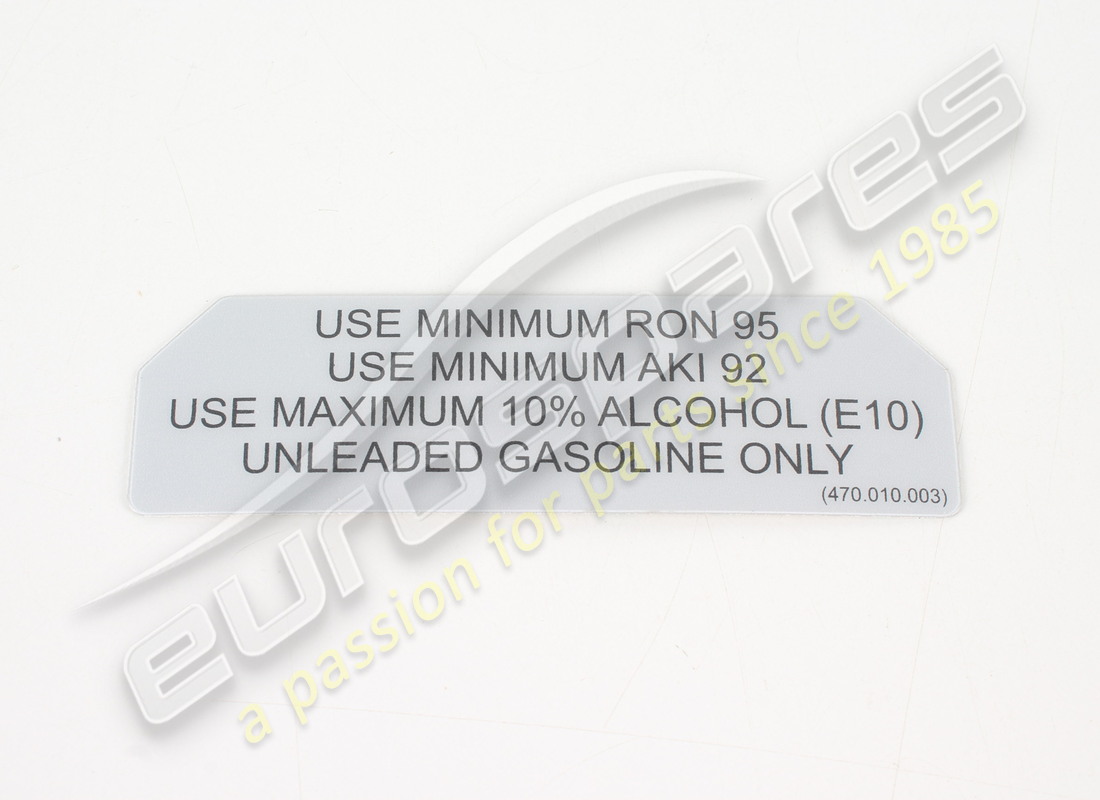 USE MINIMUM RON 95
USE MINIMUM AKI 92
USE MAXIMUM 10% ALCOHOL (E10)
UNLEADED GASOLINE ONLY
(470.010.003)
eurospares
a passion for parts since 1985